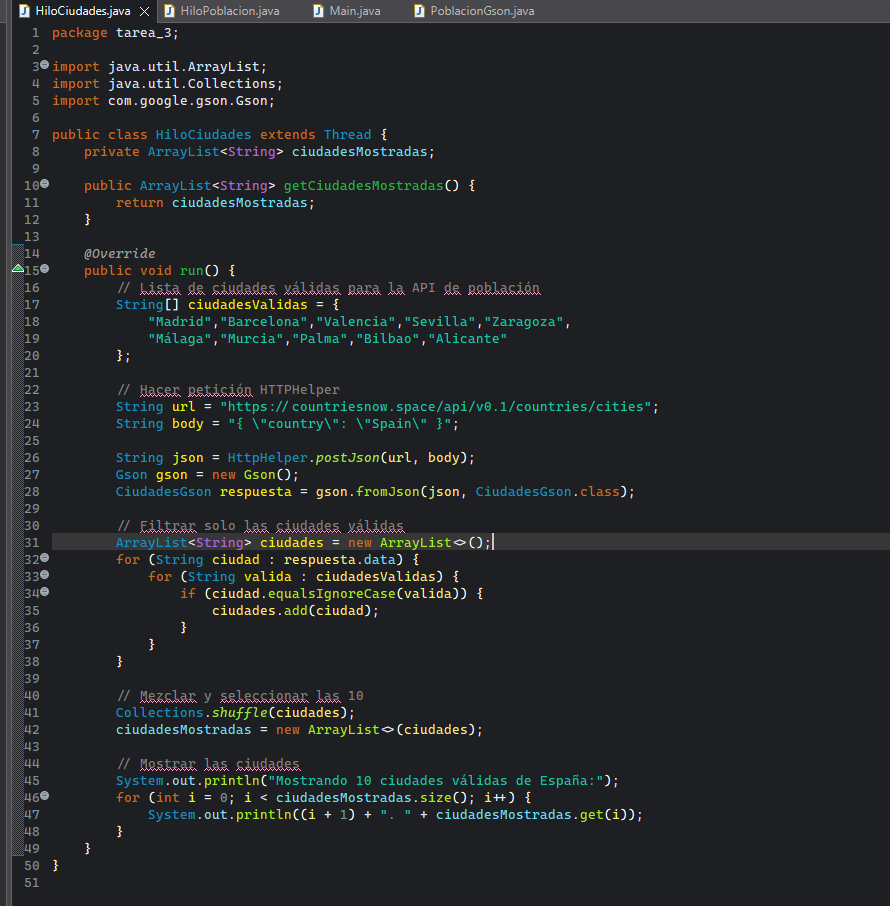 HiloCiudades.java HiloPoblacion.java Main.java PoblacionGson.java
1 package tarea_3;
2
3 import java.util.ArrayList;
4 import java.util.Collections;
5 import com.google.gson.Gson;
6
7 public class HiloCiudades extends Thread {
8     private ArrayList<String> ciudadesMostradas;
9
10     public ArrayList<String> getCiudadesMostradas() {
11         return ciudadesMostradas;
12     }
13
14     @Override
15     public void run() {
16         // Lista de ciudades válidas para la API de población
17         String[] ciudadesValidas = {
18             "Madrid","Barcelona","Valencia","Sevilla","Zaragoza",
19             "Málaga","Murcia","Palma","Bilbao","Alicante"
20         };
21
22         // Hacer petición HTTPHelper
23         String url = "https://countriesnow.space/api/v0.1/countries/cities";
24         String body = "{ \"country\": \"Spain\" }";
25
26         String json = HttpHelper.postJson(url, body);
27         Gson gson = new Gson();
28         CiudadesGson respuesta = gson.fromJson(json, CiudadesGson.class);
29
30         // Filtrar solo las ciudades válidas
31         ArrayList<String> ciudades = new ArrayList<>();
32         for (String ciudad : respuesta.data) {
33             for (String valida : ciudadesValidas) {
34                 if (ciudad.equalsIgnoreCase(valida)) {
35                     ciudades.add(ciudad);
36                 }
37             }
38         }
39
40         // Mezclar y seleccionar las 10
41         Collections.shuffle(ciudades);
42         ciudadesMostradas = new ArrayList<>(ciudades);
43
44         // Mostrar las ciudades
45         System.out.println("Mostrando 10 ciudades válidas de España:");
46         for (int i = 0; i < ciudadesMostradas.size(); i++) {
47             System.out.println((i + 1) + ". " + ciudadesMostradas.get(i));
48         }
49     }
50 }
51